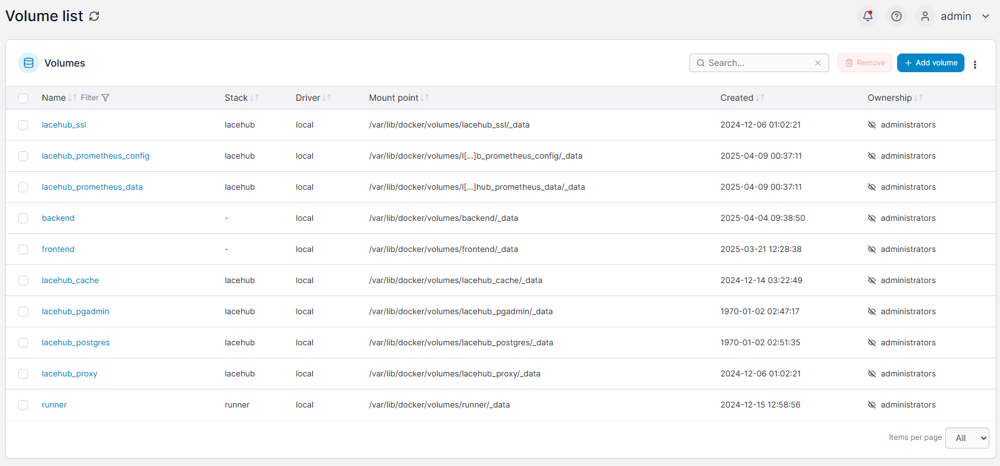 Volume list
admin
Volumes
Search...
Remove
Add volume
Name Filter Stack Driver Mount point Created Ownership
lacehub_ssl lacehub local /var/lib/docker/volumes/lacehub_ssl/_data 2024-12-06 01:02:21 administrators
lacehub_prometheus_config lacehub local /var/lib/docker/volumes/l[...]b_prometheus_config/_data 2025-04-09 00:37:11 administrators
lacehub_prometheus_data lacehub local /var/lib/docker/volumes/l[...]hub_prometheus_data/_data 2025-04-09 00:37:11 administrators
backend - local /var/lib/docker/volumes/backend/_data 2025-04-04 09:38:50 administrators
frontend - local /var/lib/docker/volumes/frontend/_data 2025-03-21 12:28:38 administrators
lacehub_cache lacehub local /var/lib/docker/volumes/lacehub_cache/_data 2024-12-14 03:22:49 administrators
lacehub_pgadmin lacehub local /var/lib/docker/volumes/lacehub_pgadmin/_data 1970-01-02 02:47:17 administrators
lacehub_postgres lacehub local /var/lib/docker/volumes/lacehub_postgres/_data 1970-01-02 02:51:35 administrators
lacehub_proxy lacehub local /var/lib/docker/volumes/lacehub_proxy/_data 2024-12-06 01:02:21 administrators
runner runner local /var/lib/docker/volumes/runner/_data 2024-12-15 12:58:56 administrators
Items per page All